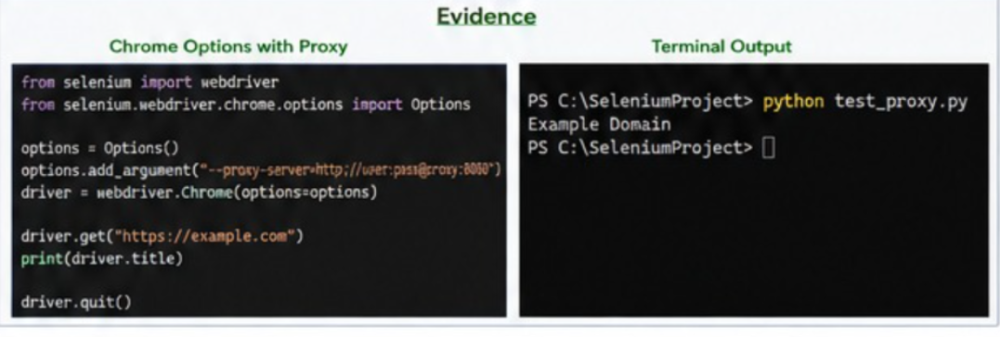 Evidence
Chrome Options with Proxy
from selenium import webdriver
from selenium.webdriver.chrome.options import Options
options = Options()
options.add_argument("--proxy-server=http://user:pass@proxy:8080")
driver = webdriver.Chrome(options=options)
driver.get("https://example.com")
print(driver.title)
driver.quit()
Terminal Output
PS C:\SeleniumProject> python test_proxy.py
Example Domain
PS C:\SeleniumProject>